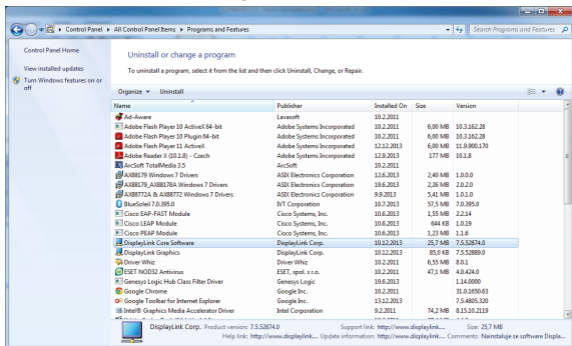 Control Panel ▸ All Control Panel Items ▸ Programs and Features
Search Programs and Features
Control Panel Home
View installed updates
Turn Windows features on or off
Uninstall or change a program
To uninstall a program, select it from the list and then click Uninstall, Change, or Repair.
Organize Uninstall
Name Publisher Installed On Size Version
Ad-Aware Lavasoft 10.2.2011
Adobe Flash Player 10 ActiveX 64-bit Adobe Systems Incorporated 10.2.2011 6,00 MB 10.3.162.28
Adobe Flash Player 10 Plugin 64-bit Adobe Systems Incorporated 10.2.2011 6,00 MB 10.3.162.28
Adobe Flash Player 11 ActiveX Adobe Systems Incorporated 12.12.2013 6,00 MB 11.9.900.170
Adobe Reader X (10.1.8) - Czech Adobe Systems Incorporated 12.9.2013 177 MB 10.1.8
ArcSoft TotalMedia 3.5 ArcSoft 10.2.2011
AX88179 Windows 7 Drivers ASIX Electronics Corporation 12.6.2013 2,40 MB 1.0.0.0
AX88179_AX88178A Windows 7 Drivers ASIX Electronics Corporation 19.6.2013 2,26 MB 2.0.2.0
AX88772A & AX88772 Windows 7 Drivers ASIX Electronics Corporation 9.9.2013 5,41 MB 1.0.1.0
BlueSoleil 7.0.395.0 IVT Corporation 10.7.2013 57,5 MB 7.0.395.0
Cisco EAP-FAST Module Cisco Systems, Inc. 10.6.2013 1,55 MB 2.2.14
Cisco LEAP Module Cisco Systems, Inc. 10.6.2013 644 KB 1.0.19
Cisco PEAP Module Cisco Systems, Inc. 10.6.2013 1,23 MB 1.1.6
DisplayLink Core Software DisplayLink Corp. 10.12.2013 25,7 MB 7.5.52874.0
DisplayLink Graphics DisplayLink Corp. 10.12.2013 85,0 KB 7.5.52889.0
Driver Whiz Driver Whiz 10.2.2011 6,55 MB 8.0.1
ESET NOD32 Antivirus ESET, spol. s r.o. 10.2.2011 47,1 MB 4.0.424.0
Genesys Logic Hub Class Filter Driver Genesys Logic 19.6.2013 1.14.0000
Google Chrome Google Inc. 10.2.2011 31.0.1650.63
Google Toolbar for Internet Explorer Google Inc. 13.12.2013 7.5.4805.320
Intel® Graphics Media Accelerator Driver Intel Corporation 9.2.2011 74,2 MB 8.15.10.2119
DisplayLink Corp. Product version: 7.5.52874.0 Support link: http://www.displaylink.... Size: 25,7 MB
Help link: http://www.displaylink.... Update information: http://www.displaylink.... Comments: Nainstaluje se software Displa...